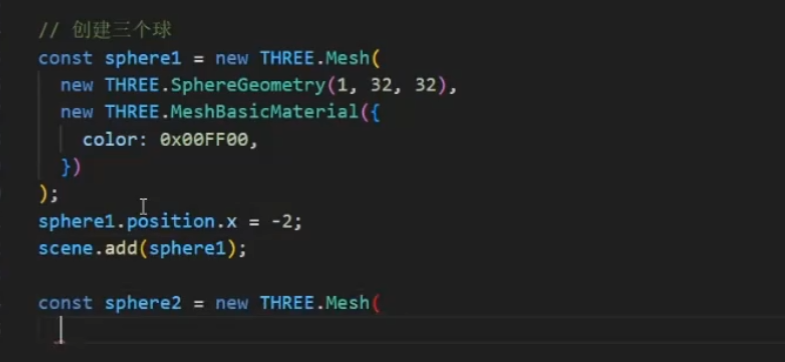 // 创建三个球
const sphere1 = new THREE.Mesh(
new THREE.SphereGeometry(1, 32, 32),
new THREE.MeshBasicMaterial({
color: 0x00FF00,
})
);
sphere1.position.x = -2;
scene.add(sphere1);
const sphere2 = new THREE.Mesh(